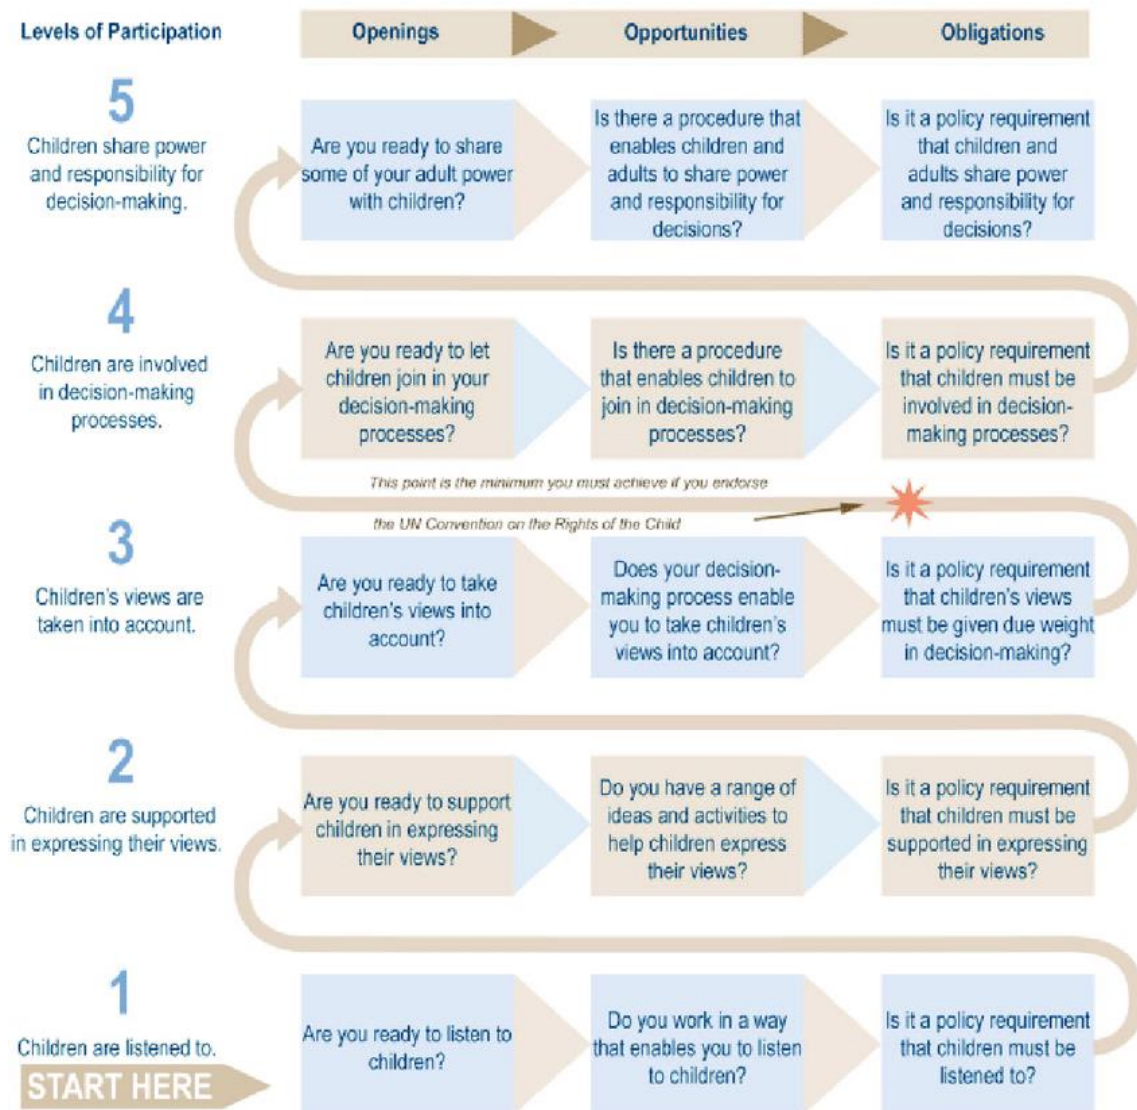 Levels of Participation
Openings
Opportunities
Obligations
5
Children share power
and responsibility for
decision-making.
Are you ready to share
some of your adult power
with children?
Is there a procedure that
enables children and
adults to share power
and responsibility for
decisions?
Is it a policy requirement
that children and
adults share power
and responsibility for
decisions?
4
Children are involved
in decision-making
processes.
Are you ready to let
children join in your
decision-making
processes?
Is there a procedure
that enables children to
join in decision-making
processes?
Is it a policy requirement
that children must be
involved in decision-
making processes?
This point is the minimum you must achieve if you endorse
the UN Convention on the Rights of the Child
3
Children's views are
taken into account.
Are you ready to take
children's views into
account?
Does your decision-
making process enable
you to take children's
views into account?
Is it a policy requirement
that children's views
must be given due weight
in decision-making?
2
Children are supported
in expressing their views.
Are you ready to support
children in expressing
their views?
Do you have a range of
ideas and activities to
help children express
their views?
Is it a policy requirement
that children must be
supported in expressing
their views?
1
Children are listened to.
START HERE
Are you ready to listen to
children?
Do you work in a way
that enables you to listen
to children?
Is it a policy requirement
that children must be
listened to?